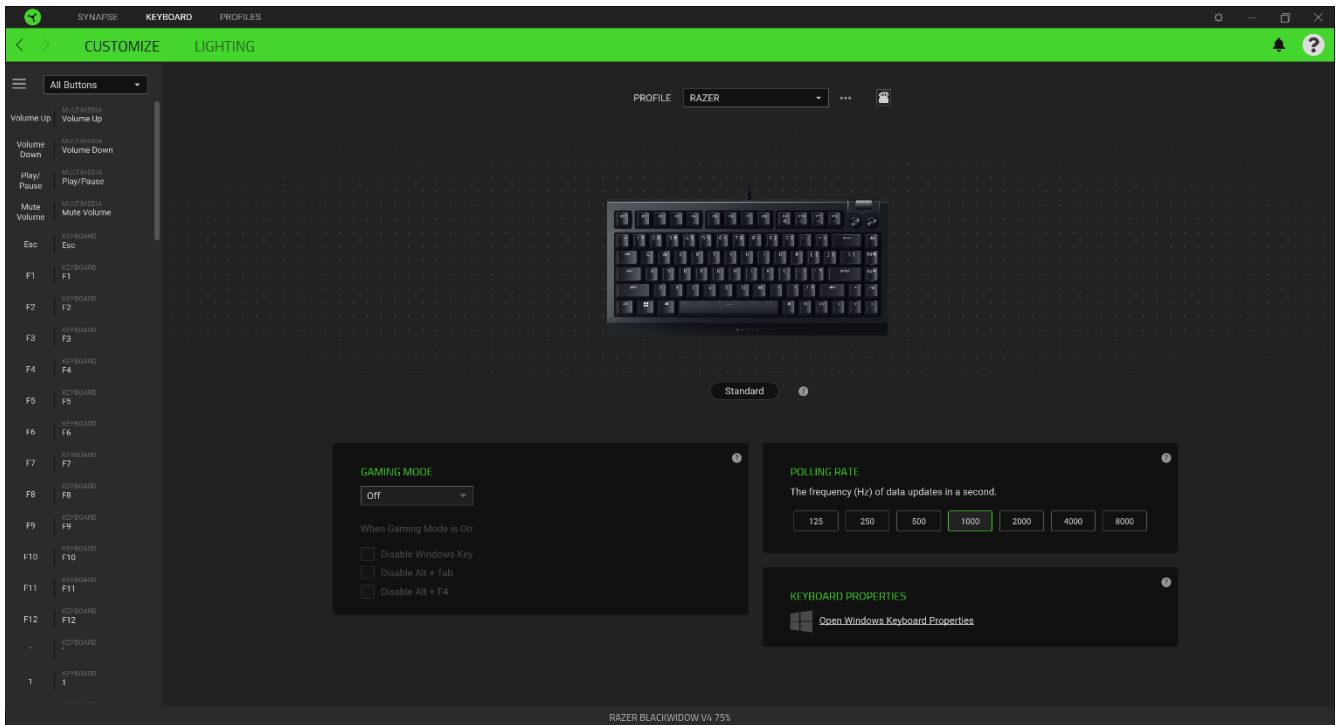 SYNAPSE KEYBOARD PROFILES
CUSTOMIZE LIGHTING
All Buttons
PROFILE RAZER
Volume Up MULTIMEDIA
Volume Up
Volume Down MULTIMEDIA
Volume Down
Play/ Pause MULTIMEDIA
Play/Pause
Mute Volume MULTIMEDIA
Mute Volume
Esc KEYBOARD
Esc
F1 KEYBOARD
F1
F2 KEYBOARD
F2
F3 KEYBOARD
F3
F4 KEYBOARD
F4
F5 KEYBOARD
F5
F6 KEYBOARD
F6
F7 KEYBOARD
F7
F8 KEYBOARD
F8
F9 KEYBOARD
F9
F10 KEYBOARD
F10
F11 KEYBOARD
F11
F12 KEYBOARD
F12
` KEYBOARD
`
1 KEYBOARD
1
Standard
GAMING MODE
Off
When Gaming Mode is On:
Disable Windows Key
Disable Alt + Tab
Disable Alt + F4
POLLING RATE
The frequency (Hz) of data updates in a second.
125 250 500 1000 2000 4000 8000
KEYBOARD PROPERTIES
Open Windows Keyboard Properties
RAZER BLACKWIDOW V4 75%